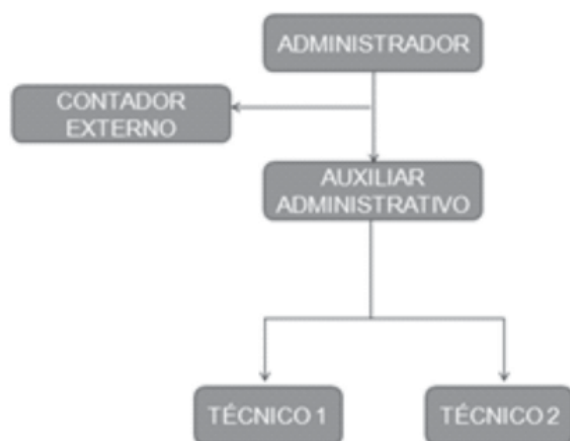 ADMINISTRADOR
CONTADOR
EXTERNO
AUXILIAR
ADMINISTRATIVO
TÉCNICO 1
TÉCNICO 2